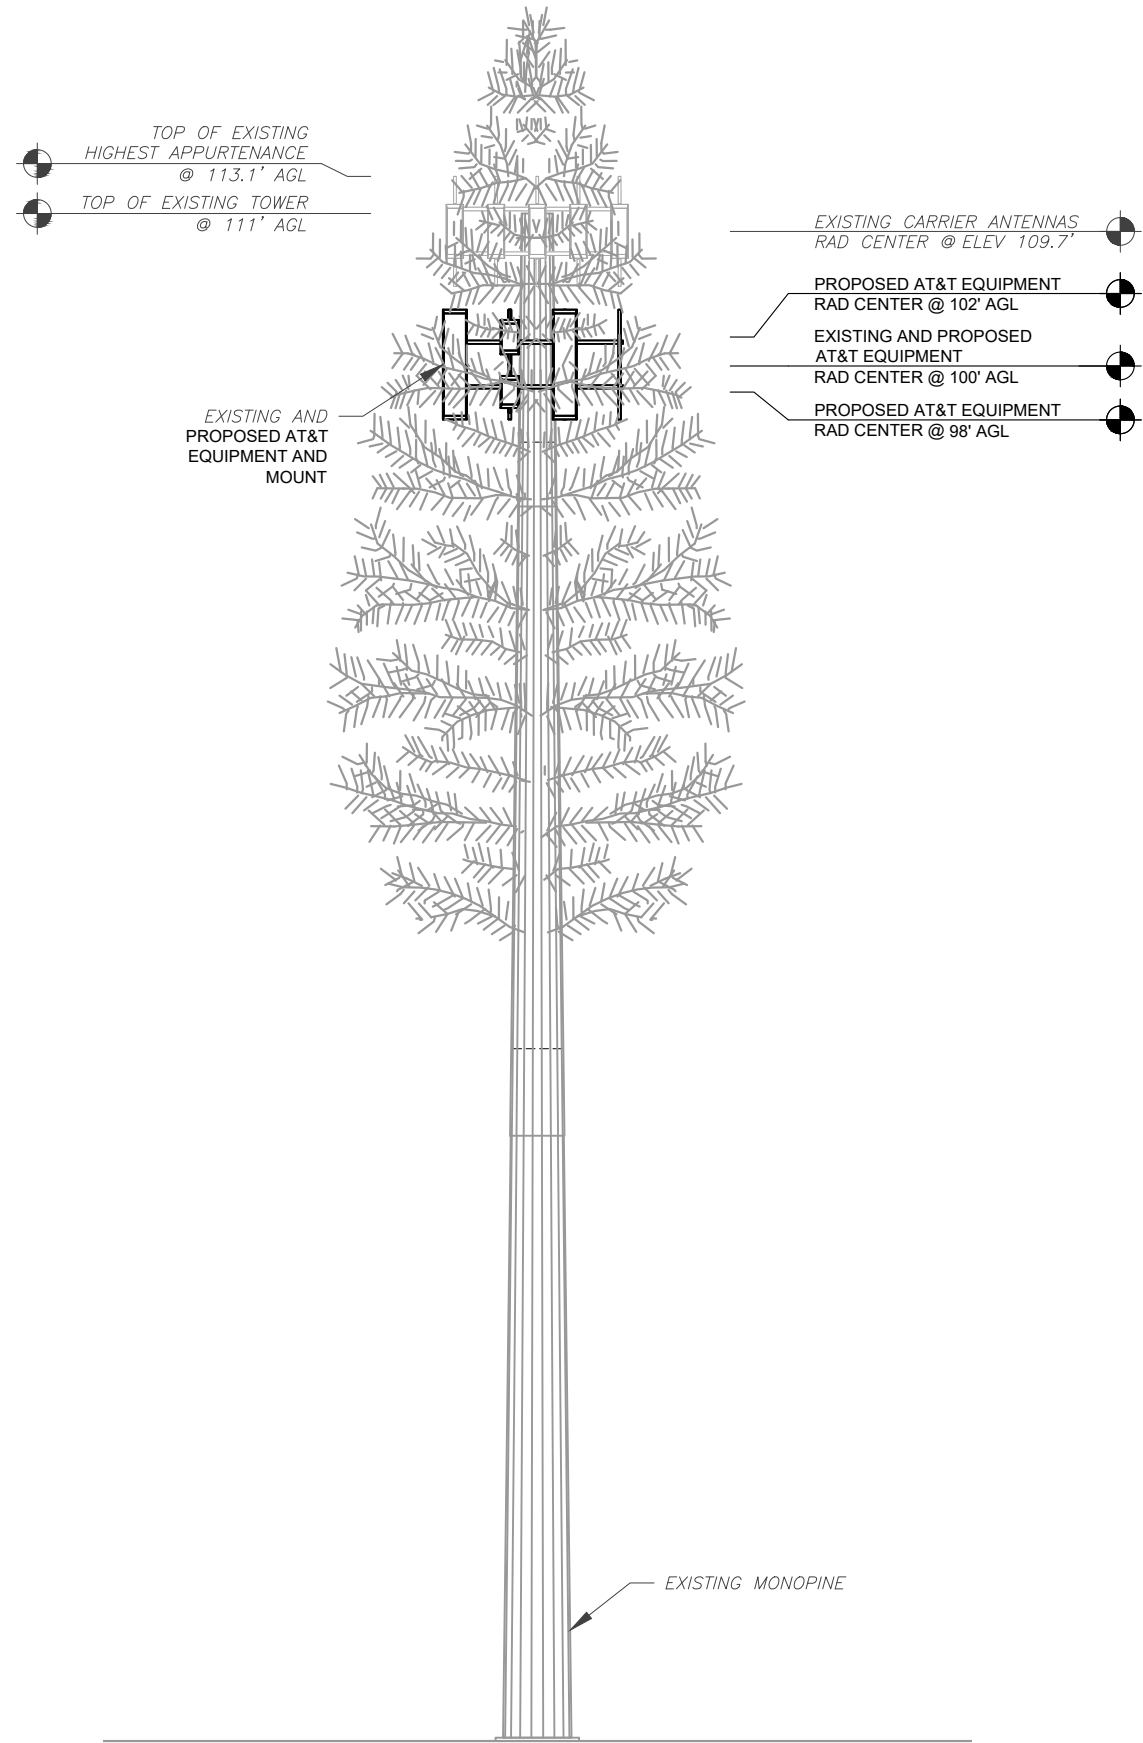 TOP OF EXISTING
HIGHEST APPURTENANCE
@ 113.1' AGL
TOP OF EXISTING TOWER
@ 111' AGL
EXISTING CARRIER ANTENNAS
RAD CENTER @ ELEV 109.7'
PROPOSED AT&T EQUIPMENT
RAD CENTER @ 102' AGL
EXISTING AND PROPOSED
AT&T EQUIPMENT
RAD CENTER @ 100' AGL
PROPOSED AT&T EQUIPMENT
RAD CENTER @ 98' AGL
EXISTING AND
PROPOSED AT&T
EQUIPMENT AND
MOUNT
EXISTING MONOPINE